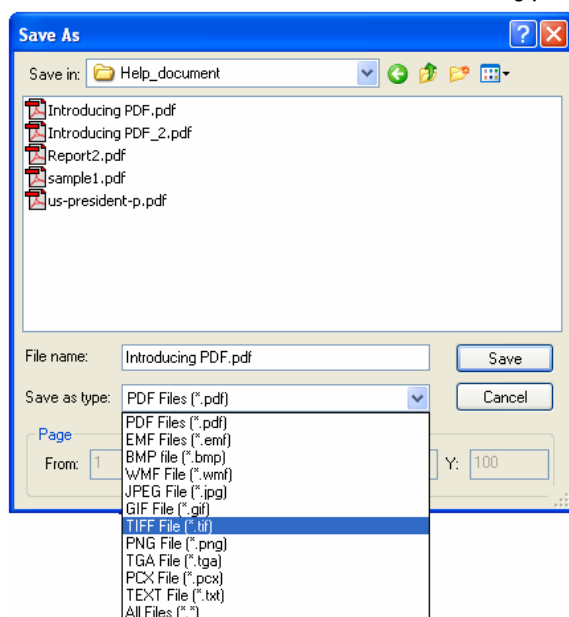 Save As
Save in: Help_document
Introducing PDF.pdf
Introducing PDF_2.pdf
Report2.pdf
sample1.pdf
us-president-p.pdf
File name: Introducing PDF.pdf Save
Save as type: PDF Files (*.pdf) Cancel
PDF Files (*.pdf)
Page EMF Files (*.emf)
BMP file (*.bmp)
From: 1 WMF File (*.wmf) Y: 100
JPEG File (*.jpg)
GIF File (*.gif)
TIFF File (*.tif)
PNG File (*.png)
TGA File (*.tga)
PCX File (*.pcx)
TEXT File (*.txt)
All Files (*.*)